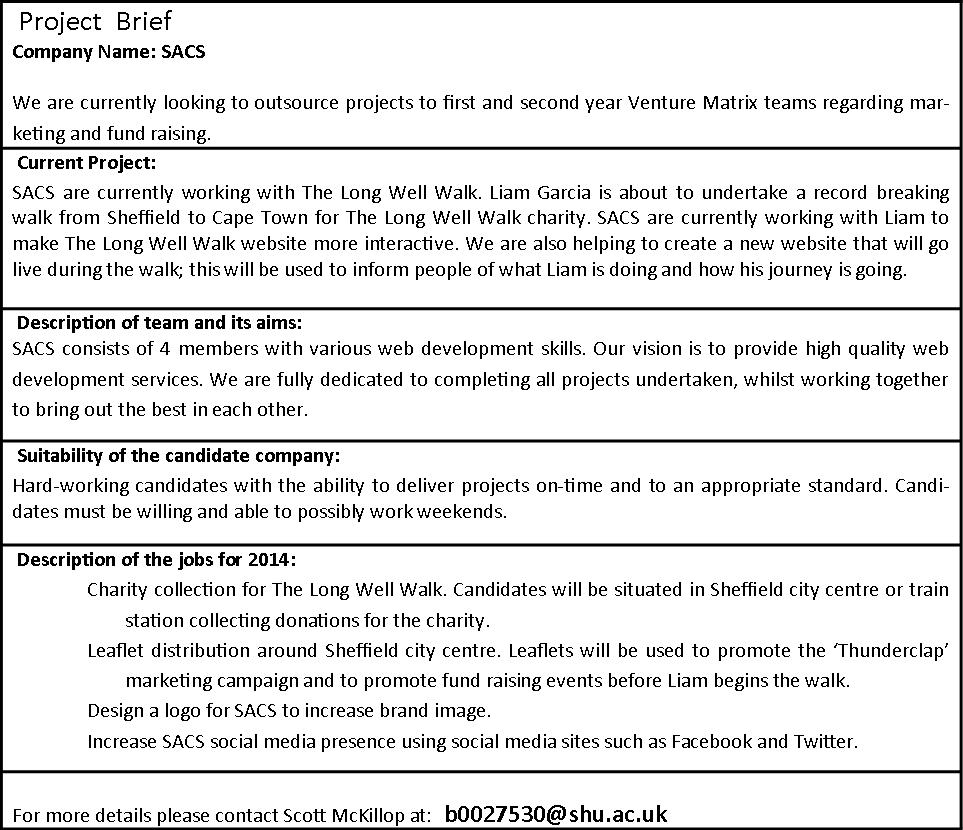 Project Brief
Company Name: SACS
We are currently looking to outsource projects to first and second year Venture Matrix teams regarding mar-
keting and fund raising.
Current Project:
SACS are currently working with The Long Well Walk. Liam Garcia is about to undertake a record breaking
walk from Sheffield to Cape Town for The Long Well Walk charity. SACS are currently working with Liam to
make The Long Well Walk website more interactive. We are also helping to create a new website that will go
live during the walk; this will be used to inform people of what Liam is doing and how his journey is going.
Description of team and its aims:
SACS consists of 4 members with various web development skills. Our vision is to provide high quality web
development services. We are fully dedicated to completing all projects undertaken, whilst working together
to bring out the best in each other.
Suitability of the candidate company:
Hard-working candidates with the ability to deliver projects on-time and to an appropriate standard. Candi-
dates must be willing and able to possibly work weekends.
Description of the jobs for 2014:
Charity collection for The Long Well Walk. Candidates will be situated in Sheffield city centre or train
station collecting donations for the charity.
Leaflet distribution around Sheffield city centre. Leaflets will be used to promote the ‘Thunderclap’
marketing campaign and to promote fund raising events before Liam begins the walk.
Design a logo for SACS to increase brand image.
Increase SACS social media presence using social media sites such as Facebook and Twitter.
For more details please contact Scott McKillop at: b0027530@shu.ac.uk